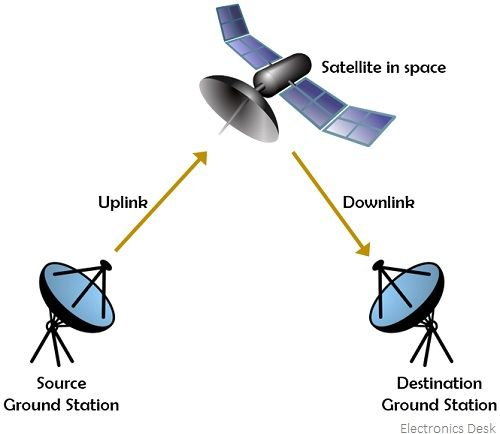 Satellite in space
Uplink
Downlink
Source
Ground Station
Destination
Ground Station
Electronics Desk